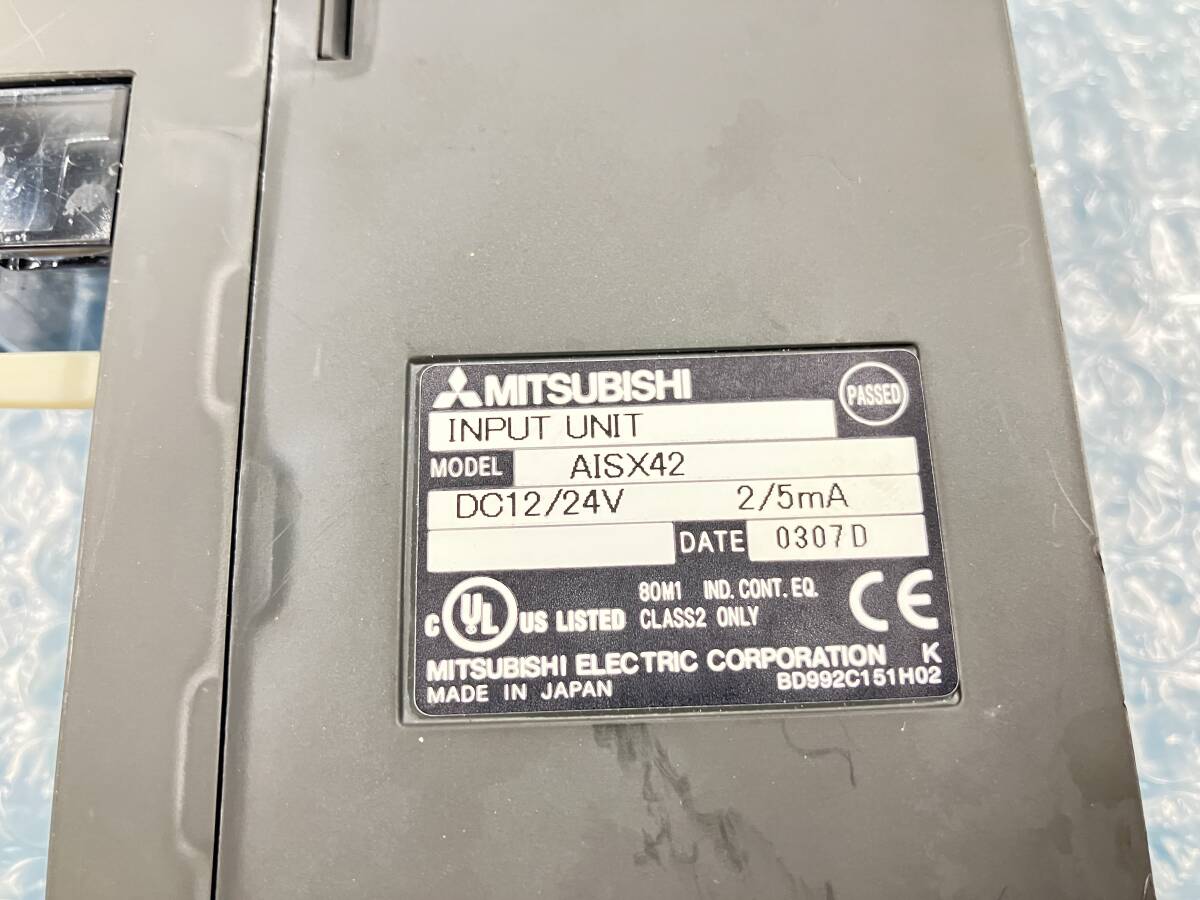 MITSUBISHI
PASSED
INPUT UNIT
MODEL AISX42
DC12/24V 2/5mA
DATE 0307D
C UL US LISTED 80M1 IND. CONT. EQ. CLASS2 ONLY CE
MITSUBISHI ELECTRIC CORPORATION K
MADE IN JAPAN BD992C151H02